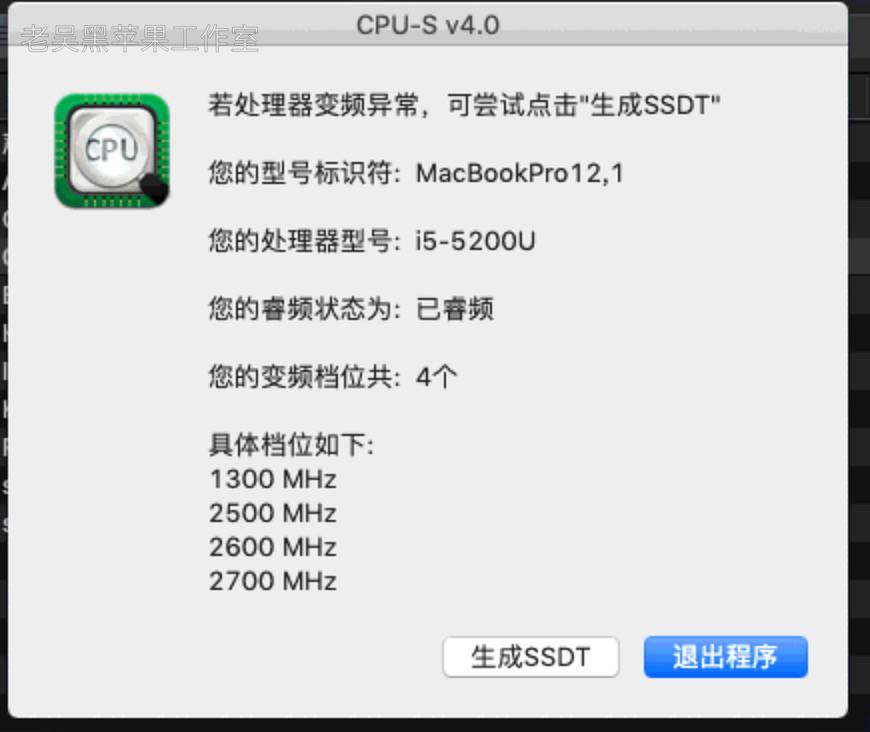 CPU-S v4.0
老吴黑苹果工作室
CPU
若处理器变频异常，可尝试点击"生成SSDT"
您的型号标识符: MacBookPro12,1
您的处理器型号: i5-5200U
您的睿频状态为: 已睿频
您的变频档位共: 4个
具体档位如下:
1300 MHz
2500 MHz
2600 MHz
2700 MHz
生成SSDT
退出程序